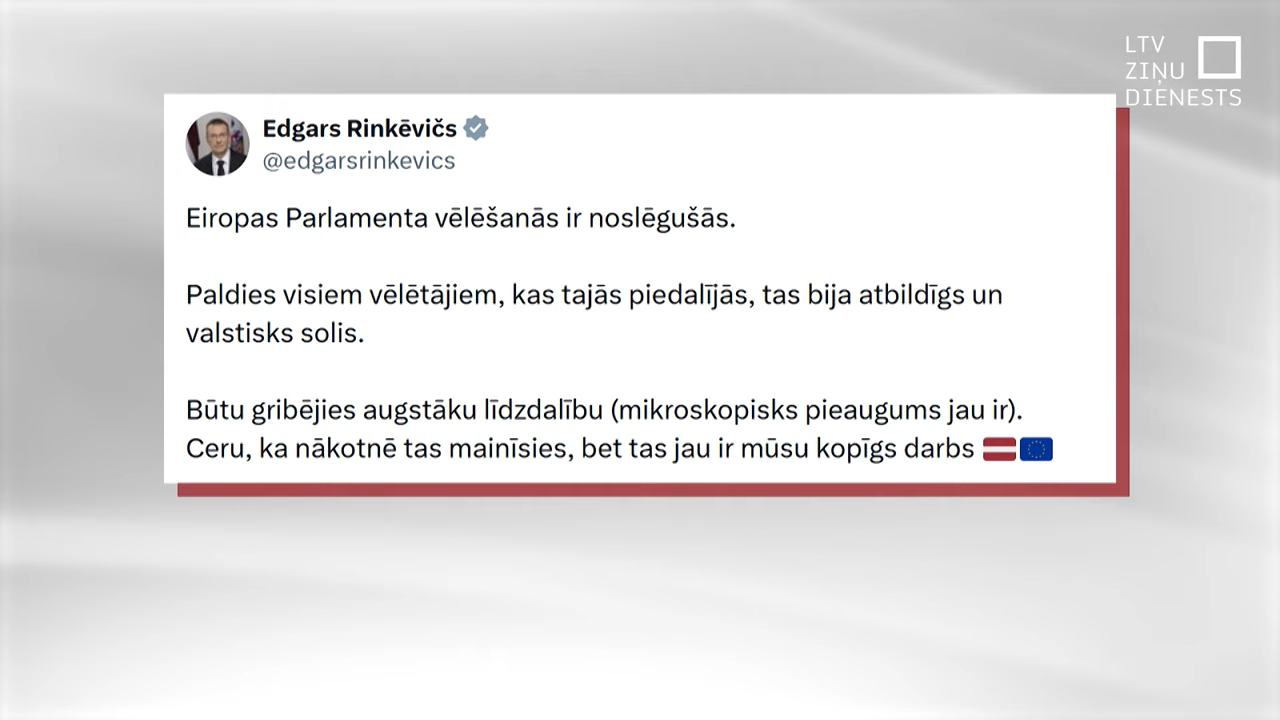 LTV
ZIŅU
DIENESTS
Edgars Rinkēvičs
@edgarsrinkevics
Eiropas Parlamenta vēlēšanās ir noslēgušās.
Paldies visiem vēlētājiem, kas tajās piedalījās, tas bija atbildīgs un
valstisks solis.
Būtu gribējies augstāku līdzdalību (mikroskopisks pieaugums jau ir).
Ceru, ka nākotnē tas mainīsies, bet tas jau ir mūsu kopīgs darbs 🇱🇻🇪🇺